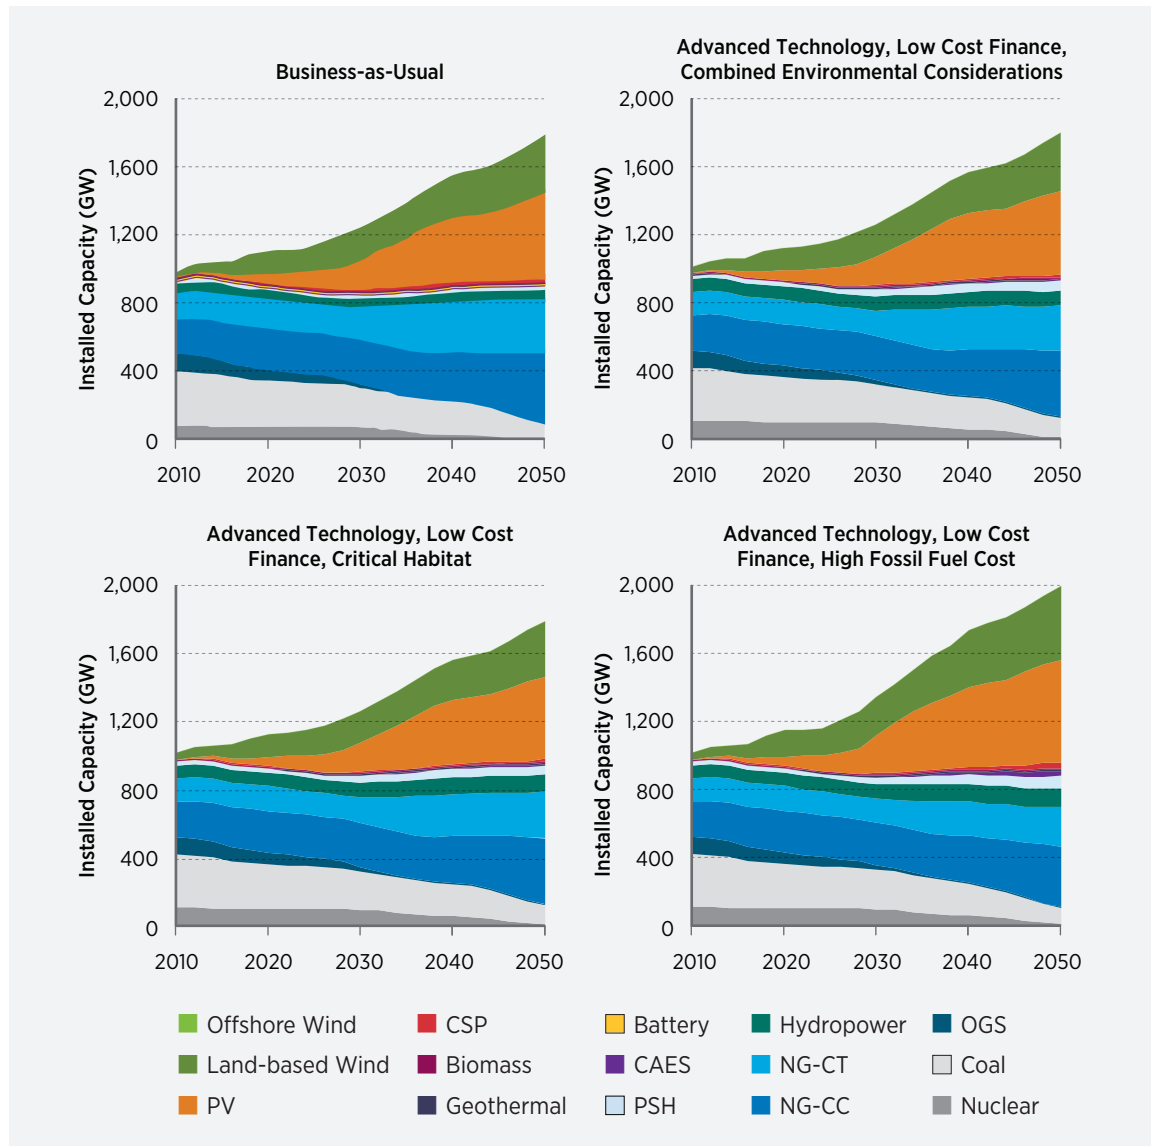 Business-as-Usual
2,000
1,600
1,200
800
400
0
Installed Capacity (GW)
2010
2020
2030
2040
2050
Advanced Technology, Low Cost Finance,
Combined Environmental Considerations
2,000
1,600
1,200
800
400
0
Installed Capacity (GW)
2010
2020
2030
2040
2050
Advanced Technology, Low Cost
Finance, Critical Habitat
2,000
1,600
1,200
800
400
0
Installed Capacity (GW)
2010
2020
2030
2040
2050
Advanced Technology, Low Cost
Finance, High Fossil Fuel Cost
2,000
1,600
1,200
800
400
0
Installed Capacity (GW)
2010
2020
2030
2040
2050
Offshore Wind
CSP
Battery
Hydropower
OGS
Land-based Wind
Biomass
CAES
NG-CT
Coal
PV
Geothermal
PSH
NG-CC
Nuclear